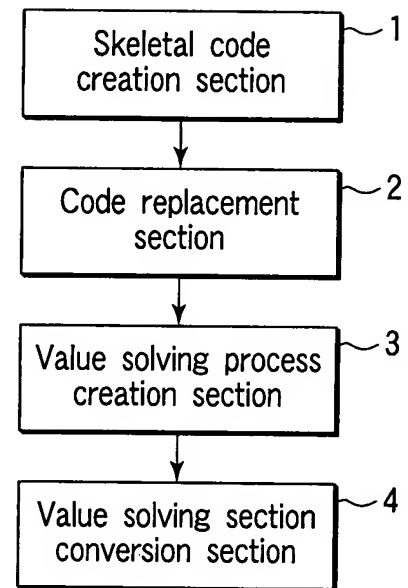 Skeletal code
creation section
1
Code replacement
section
2
Value solving process
creation section
3
Value solving section
conversion section
4